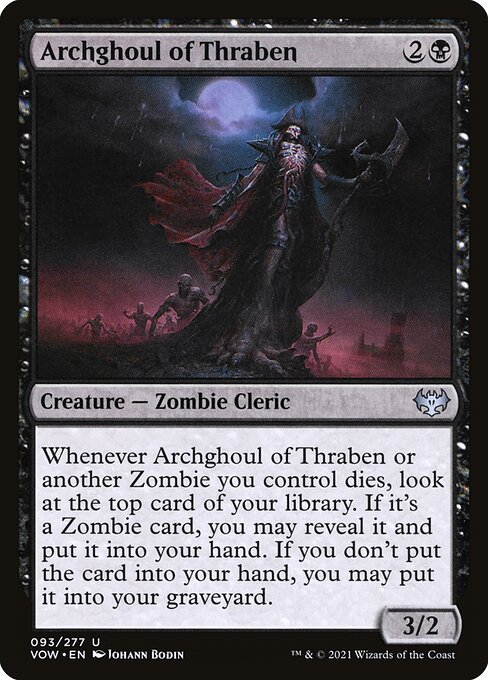 Archghoul of Thraben 2
Creature — Zombie Cleric
Whenever Archghoul of Thraben or
another Zombie you control dies, look
at the top card of your library. If it's
a Zombie card, you may reveal it and
put it into your hand. If you don't put
the card into your hand, you may put
it into your graveyard.
3/2
093/277 U
VOW • EN Johann Bodin
™ & © 2021 Wizards of the Coast